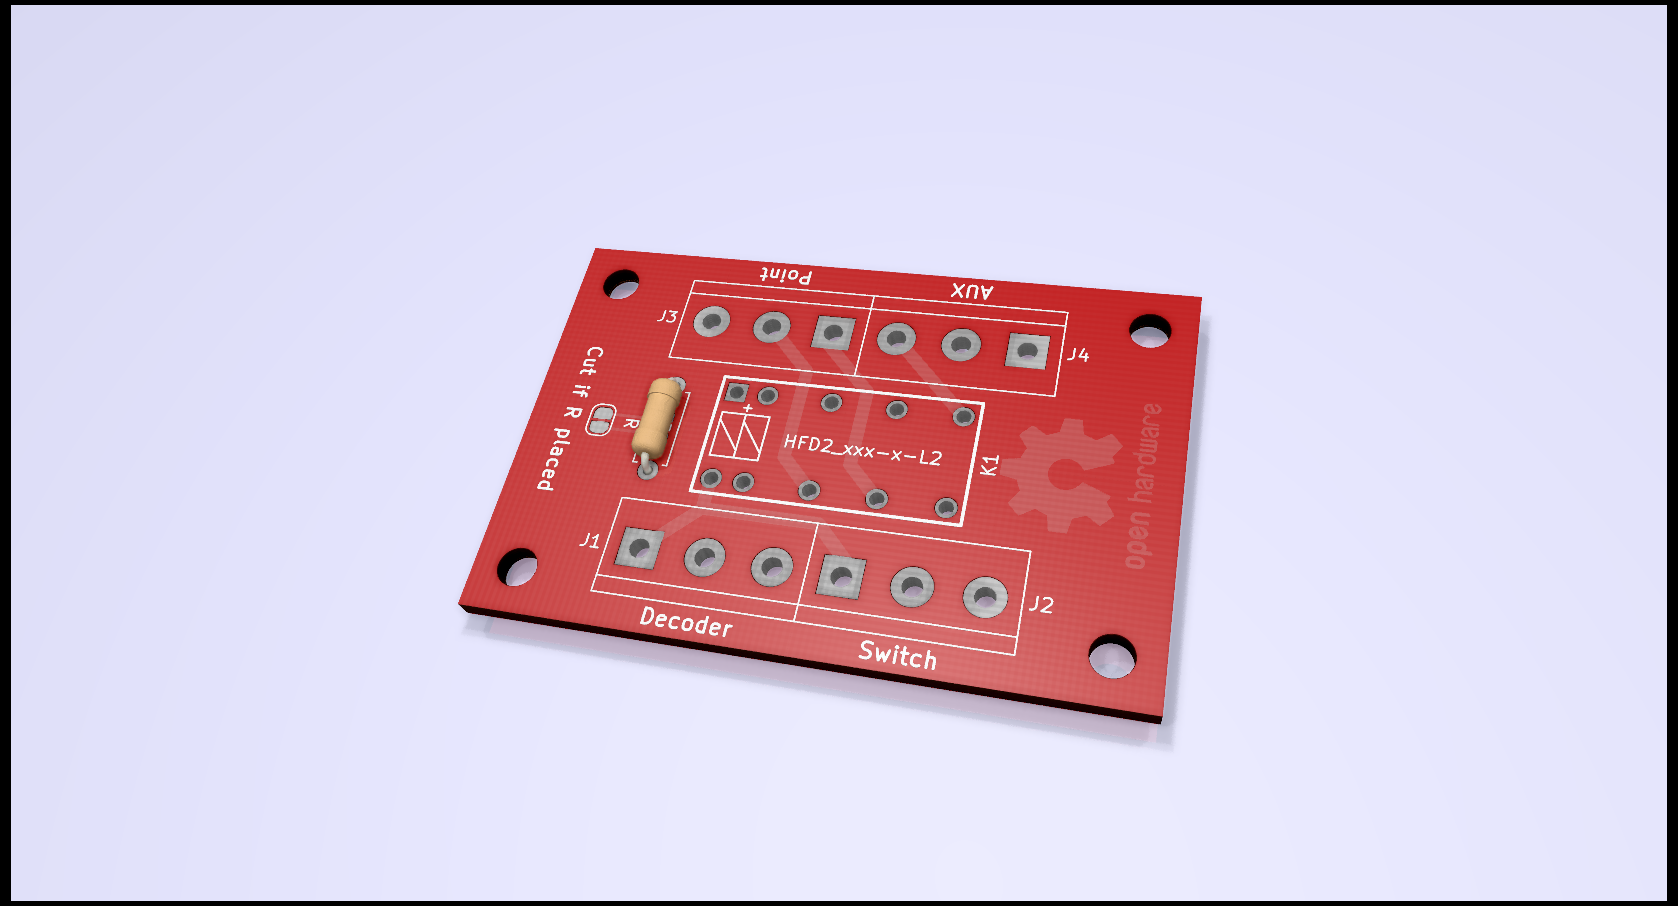 Point
AUX
J3
J4
Cut if R placed
R
+
HFD2_xxx-x-L2
K1
open hardware
J1
J2
Decoder
Switch